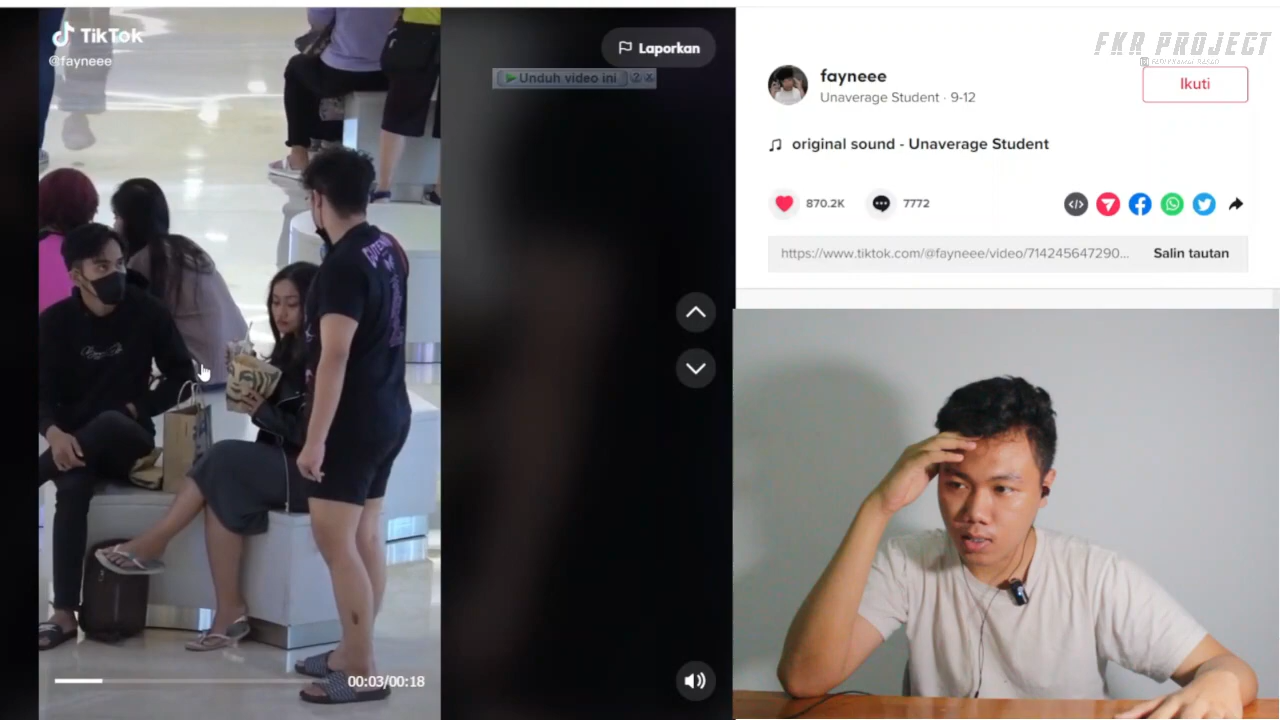 TikTok
@fayneee
Laporkan
Unduh video ini
?
X
00:03/00:18
FKR PROJECT
fayneee
Unaverage Student · 9-12
Ikuti
original sound - Unaverage Student
870.2K
7772
</>
https://www.tiktok.com/@fayneee/video/714245647290...
Salin tautan